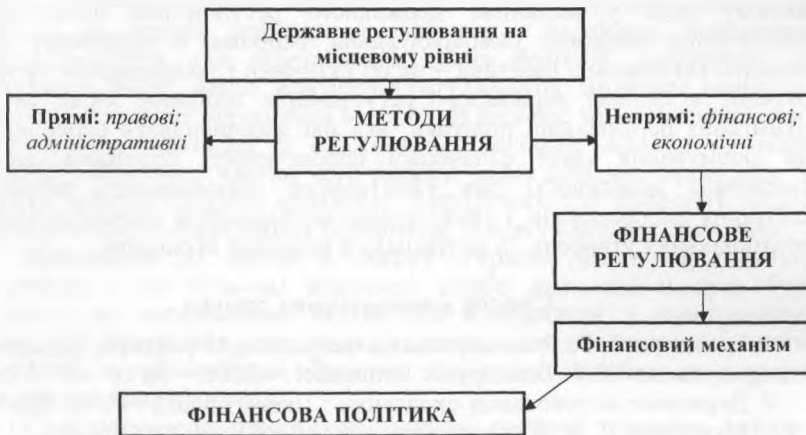 Державне регулювання на
місцевому рівні
Прямі: правові;
адміністративні
МЕТОДИ
РЕГУЛЮВАННЯ
Непрямі: фінансові;
економічні
ФІНАНСОВЕ
РЕГУЛЮВАННЯ
Фінансовий механізм
ФІНАНСОВА ПОЛІТИКА